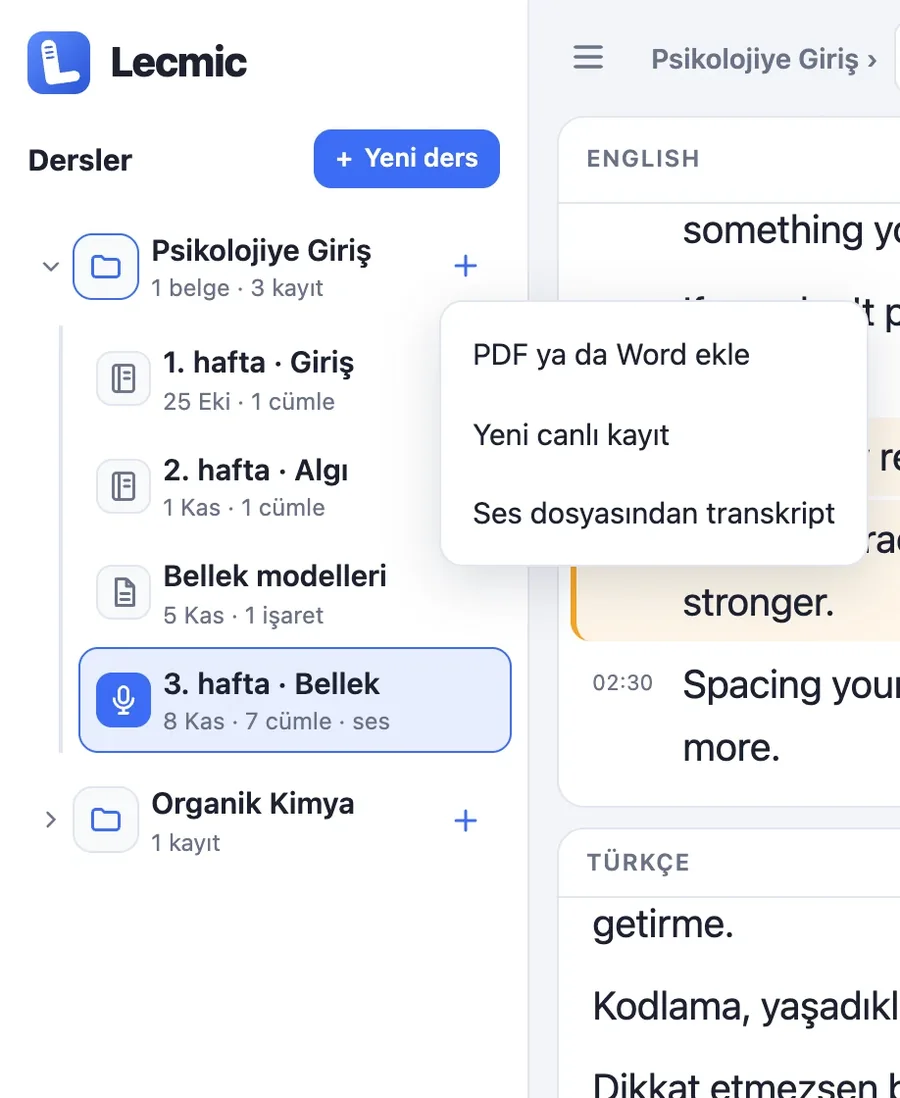 Lecmic
Dersler
+ Yeni ders
Psikolojiye Giriş
1 belge · 3 kayıt
1. hafta · Giriş
25 Eki · 1 cümle
2. hafta · Algı
1 Kas · 1 cümle
Bellek modelleri
5 Kas · 1 işaret
3. hafta · Bellek
8 Kas · 7 cümle · ses
Organik Kimya
1 kayıt
PDF ya da Word ekle
Yeni canlı kayıt
Ses dosyasından transkript
Psikolojiye Giriş ›
ENGLISH
something
stronger.
02:30
Spacing
more.
TÜRKÇE
getirme.
Kodlama,
Dikkat etmezsen